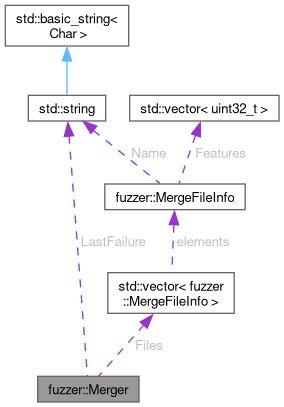 std::basic_string<
Char >
std::string
std::vector< uint32_t >
Name
Features
fuzzer::MergeFileInfo
LastFailure
elements
std::vector< fuzzer
::MergeFileInfo >
Files
fuzzer::Merger